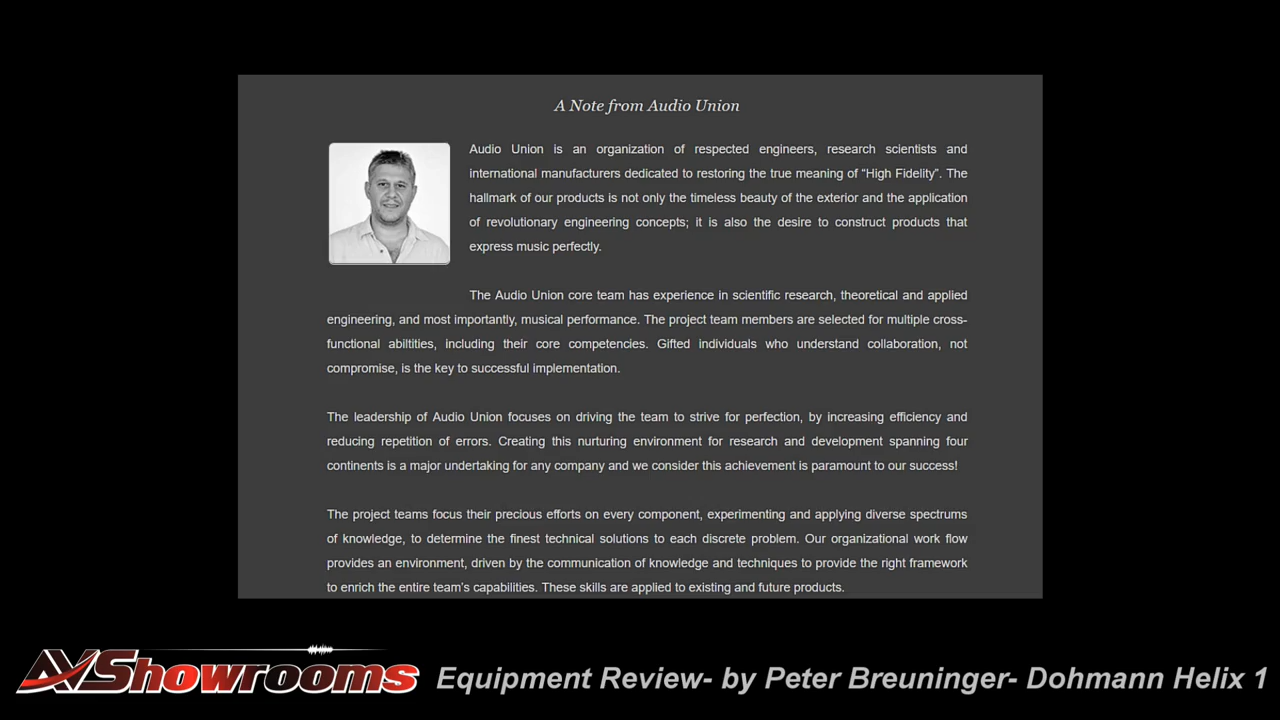 A Note from Audio Union
Audio Union is an organization of respected engineers, research scientists and
international manufacturers dedicated to restoring the true meaning of “High Fidelity”. The
hallmark of our products is not only the timeless beauty of the exterior and the application
of revolutionary engineering concepts; it is also the desire to construct products that
express music perfectly.
The Audio Union core team has experience in scientific research, theoretical and applied
engineering, and most importantly, musical performance. The project team members are selected for multiple cross-
functional abiltities, including their core competencies. Gifted individuals who understand collaboration, not
compromise, is the key to successful implementation.
The leadership of Audio Union focuses on driving the team to strive for perfection, by increasing efficiency and
reducing repetition of errors. Creating this nurturing environment for research and development spanning four
continents is a major undertaking for any company and we consider this achievement is paramount to our success!
The project teams focus their precious efforts on every component, experimenting and applying diverse spectrums
of knowledge, to determine the finest technical solutions to each discrete problem. Our organizational work flow
provides an environment, driven by the communication of knowledge and techniques to provide the right framework
to enrich the entire team’s capabilities. These skills are applied to existing and future products.
AVShowrooms
Equipment Review- by Peter Breuninger- Dohmann Helix 1